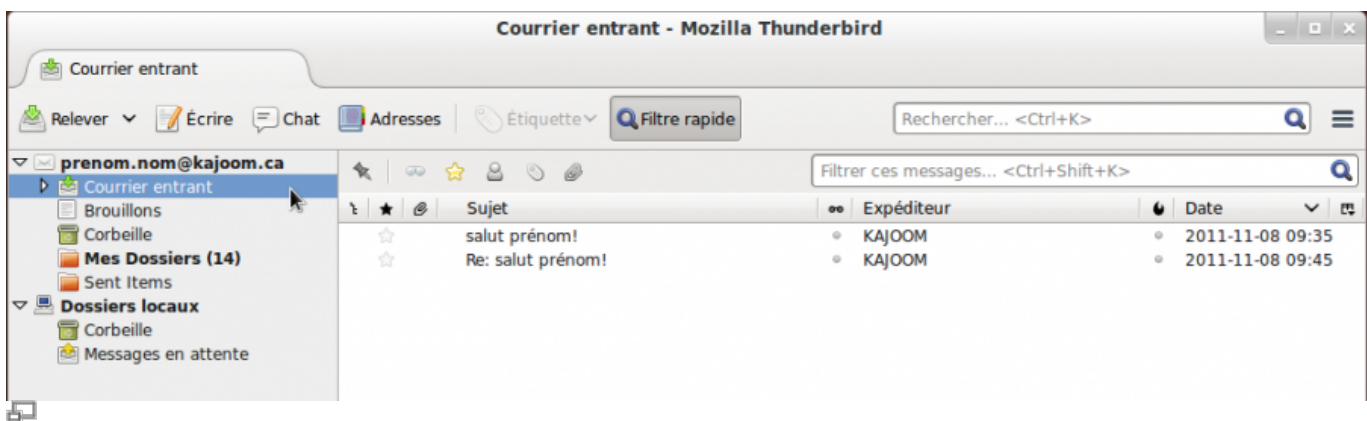 Courrier entrant - Mozilla Thunderbird
Courrier entrant
Relever Écrire Chat Adresses Étiquette Filtre rapide Rechercher... <Ctrl+K>
prenom.nom@kajoom.ca
Filtrer ces messages... <Ctrl+Shift+K>
Courrier entrant
Brouillons
Corbeille
Mes Dossiers (14)
Sent Items
Dossiers locaux
Corbeille
Messages en attente
Sujet Expéditeur Date
salut prénom! KAJOOM 2011-11-08 09:35
Re: salut prénom! KAJOOM 2011-11-08 09:45